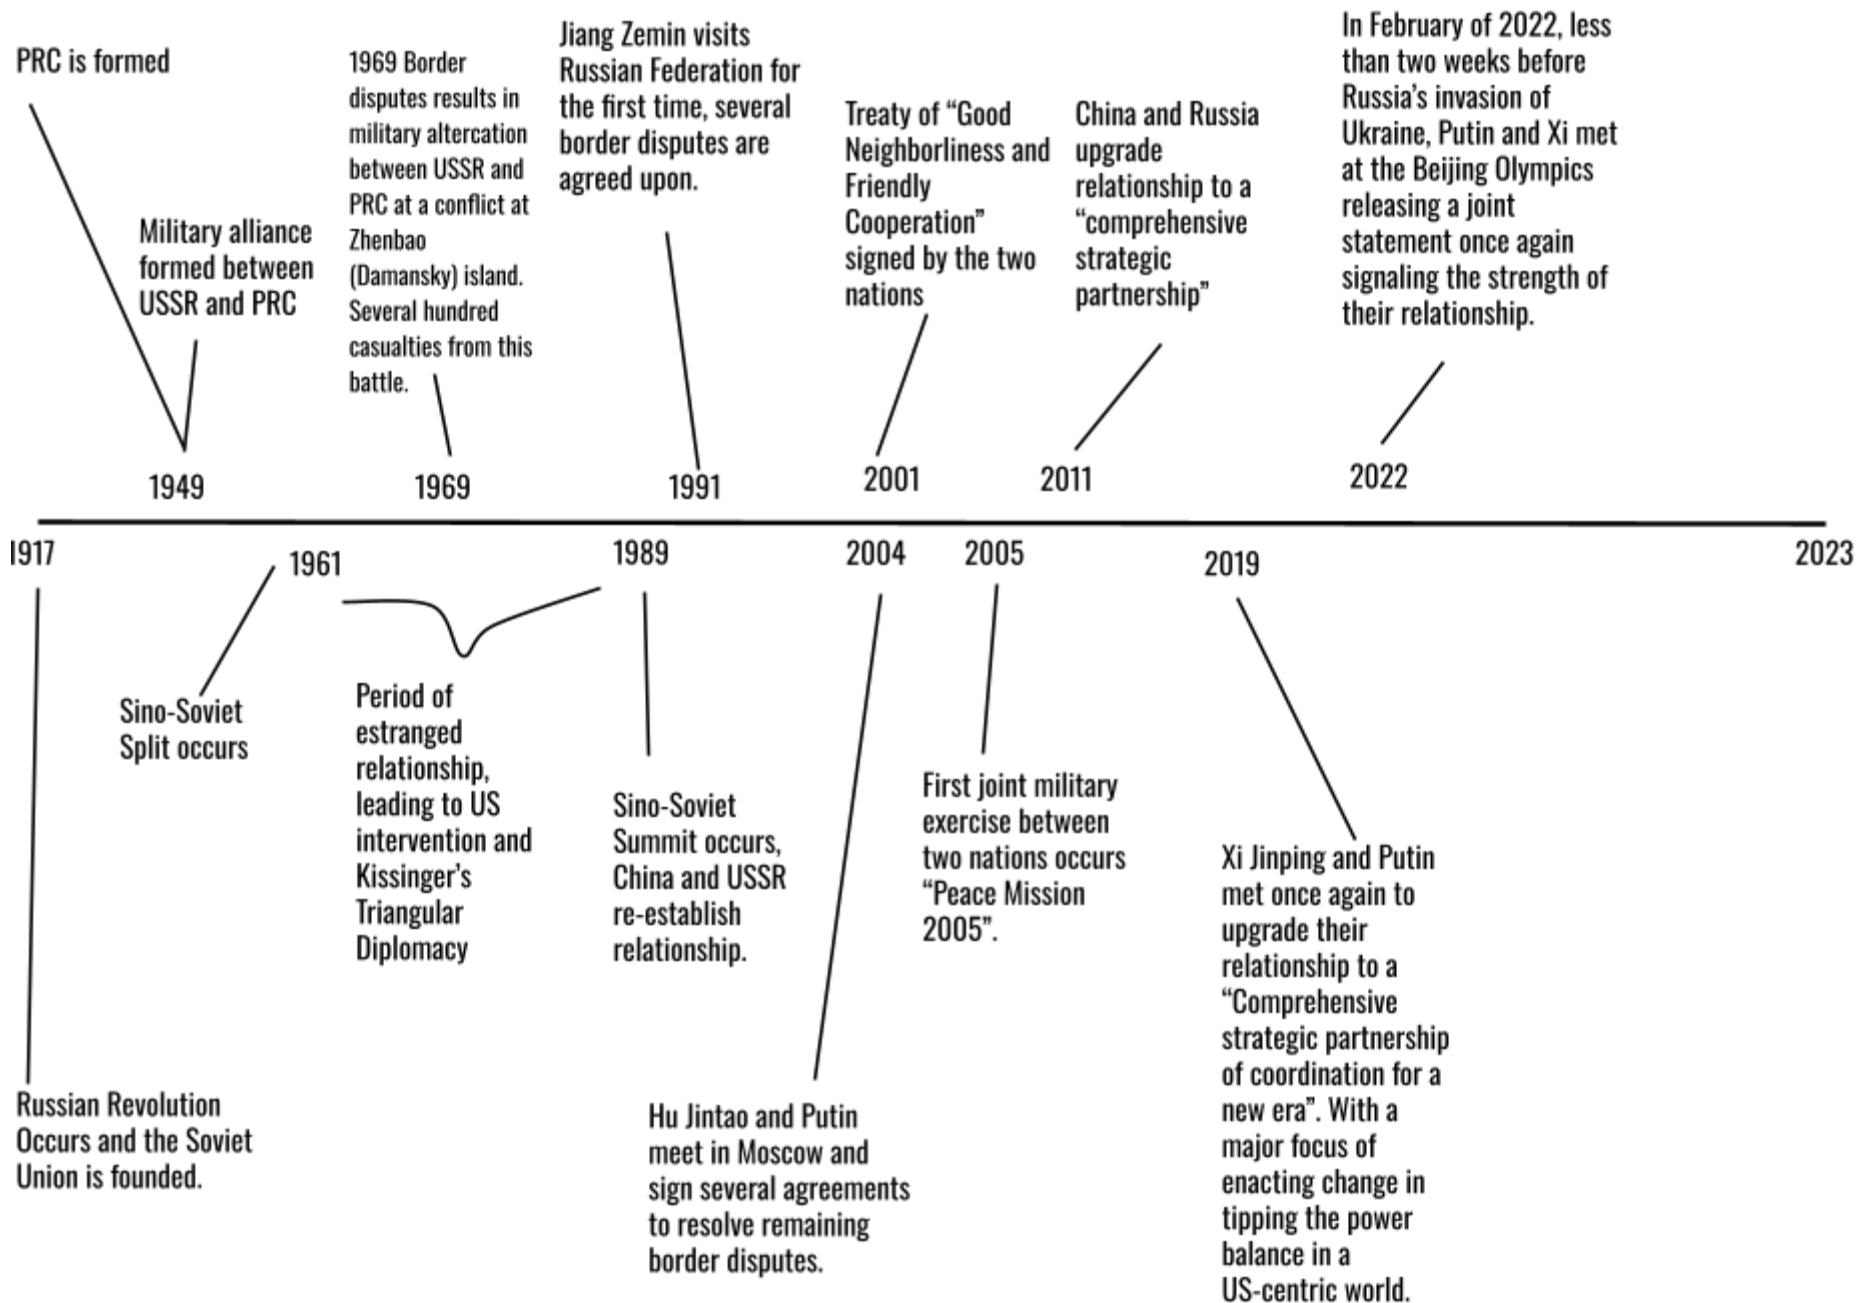 PRC is formed
Military alliance
formed between
USSR and PRC
1969 Border
disputes results in
military altercation
between USSR and
PRC at a conflict at
Zhenbao
(Damansky) island.
Several hundred
casualties from this
battle.
Jiang Zemin visits
Russian Federation for
the first time, several
border disputes are
agreed upon.
Treaty of “Good
Neighborliness and
Friendly
Cooperation”
signed by the two
nations
China and Russia
upgrade
relationship to a
“comprehensive
strategic
partnership”
In February of 2022, less
than two weeks before
Russia’s invasion of
Ukraine, Putin and Xi met
at the Beijing Olympics
releasing a joint
statement once again
signaling the strength of
their relationship.
1949
1969
1991
2001
2011
2022
1917
1961
1989
2004
2005
2019
2023
Sino-Soviet
Split occurs
Period of
estranged
relationship,
leading to US
intervention and
Kissinger’s
Triangular
Diplomacy
Sino-Soviet
Summit occurs,
China and USSR
re-establish
relationship.
First joint military
exercise between
two nations occurs
“Peace Mission
2005”.
Xi Jinping and Putin
met once again to
upgrade their
relationship to a
“Comprehensive
strategic partnership
of coordination for a
new era”. With a
major focus of
enacting change in
tipping the power
balance in a
US-centric world.
Russian Revolution
Occurs and the Soviet
Union is founded.
Hu Jintao and Putin
meet in Moscow and
sign several agreements
to resolve remaining
border disputes.